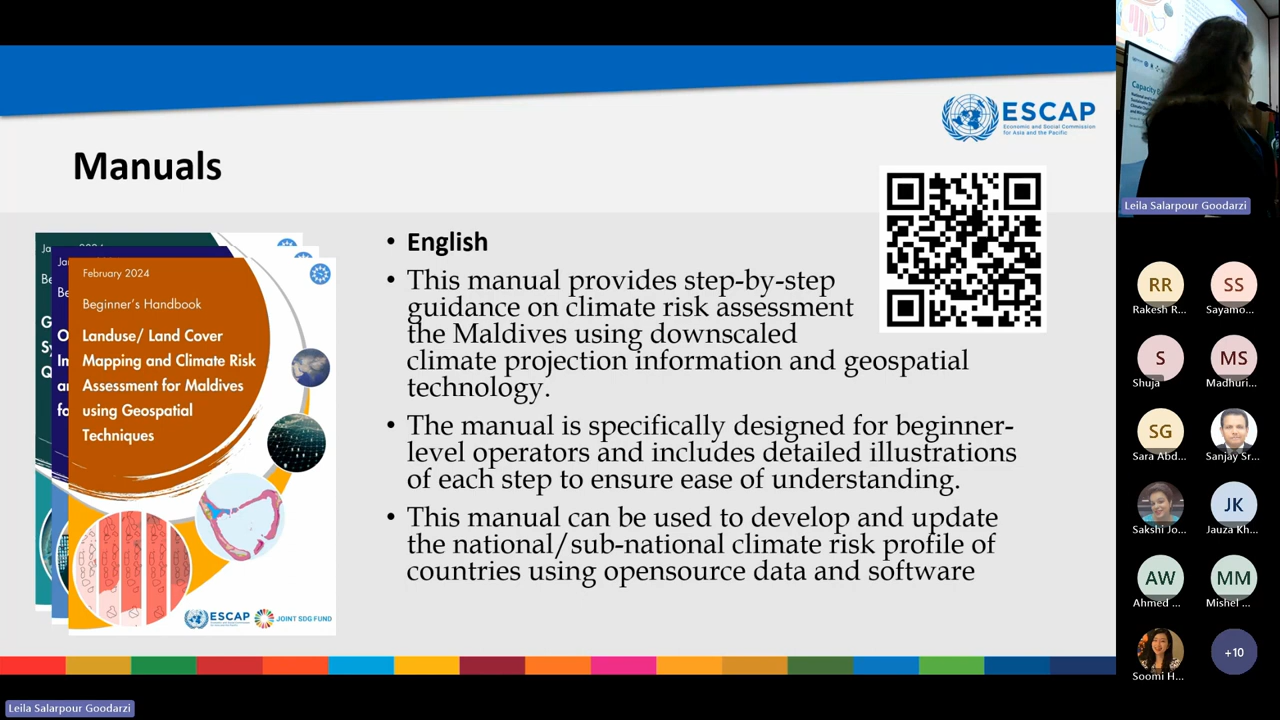 ESCAP
Economic and Social Commission
for Asia and the Pacific
Manuals
February 2024
Beginner's Handbook
Landuse/ Land Cover
Mapping and Climate Risk
Assessment for Maldives
using Geospatial
Techniques
ESCAP
JOINT SDG FUND
• English
• This manual provides step-by-step
guidance on climate risk assessment
the Maldives using downscaled
climate projection information and geospatial
technology.
• The manual is specifically designed for beginner-
level operators and includes detailed illustrations
of each step to ensure ease of understanding.
• This manual can be used to develop and update
the national/sub-national climate risk profile of
countries using opensource data and software
Leila Salarpour Goodarzi
RR
Rakesh R...
SS
Sayamo...
S
Shuja
MS
Madhuri...
SG
Sara Abd...
Sanjay Sr...
Sakshi Jo...
JK
Jauza Kh...
AW
Ahmed ...
MM
Mishel ...
Soomi H...
+10
Leila Salarpour Goodarzi